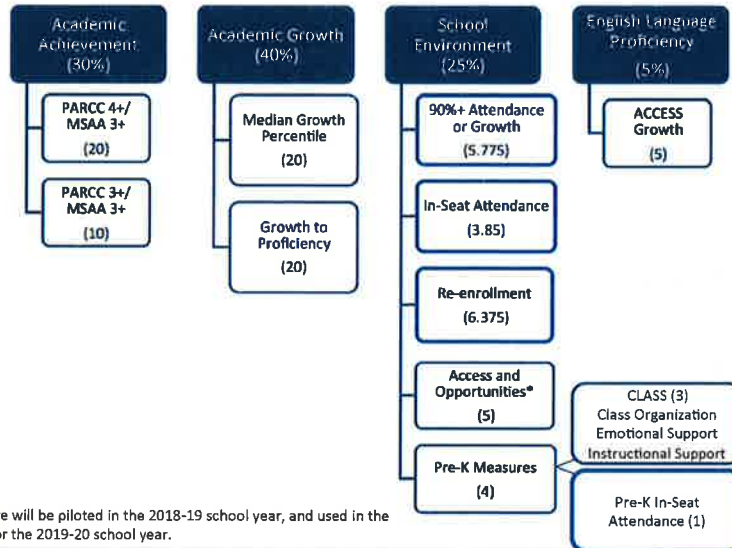 Academic
Achievement
(30%)
PARCC 4+/
MSAA 3+
(20)
PARCC 3+/
MSAA 3+
(10)
Academic Growth
(40%)
Median Growth
Percentile
(20)
Growth to
Proficiency
(20)
School
Environment
(25%)
90%+ Attendance
or Growth
(5.775)
In-Seat Attendance
(3.85)
Re-enrollment
(6.375)
Access and
Opportunities*
(5)
Pre-K Measures
(4)
CLASS (3)
Class Organization
Emotional Support
Instructional Support
Pre-K In-Seat
Attendance (1)
English Language
Proficiency
(5%)
ACCESS
Growth
(5)
will be piloted in the 2018-19 school year, and used in the
the 2019-20 school year.